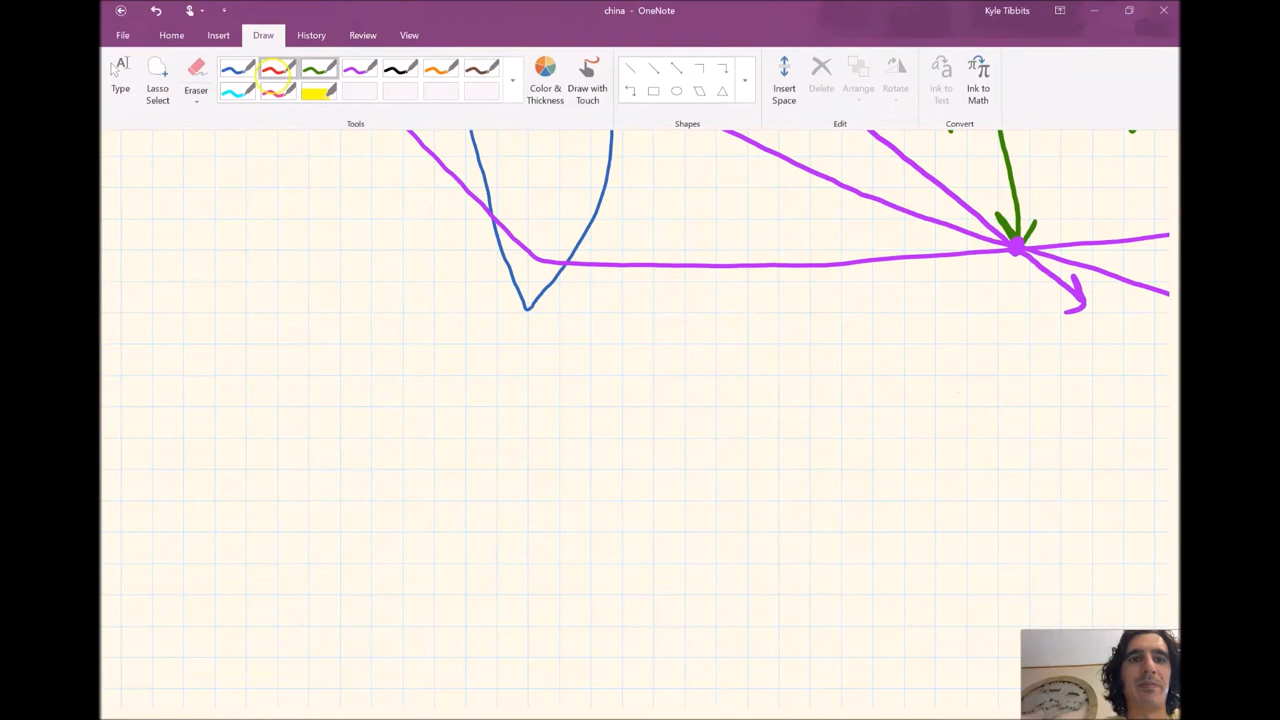 china - OneNote
Kyle Tibbits
File Home Insert Draw History Review View
A
Type
Lasso Select
Eraser
Color & Thickness
Draw with Touch
Insert Space
Delete
Arrange
Rotate
a
a
Ink to Text
π
π
Ink to Math
Tools Shapes Edit Convert